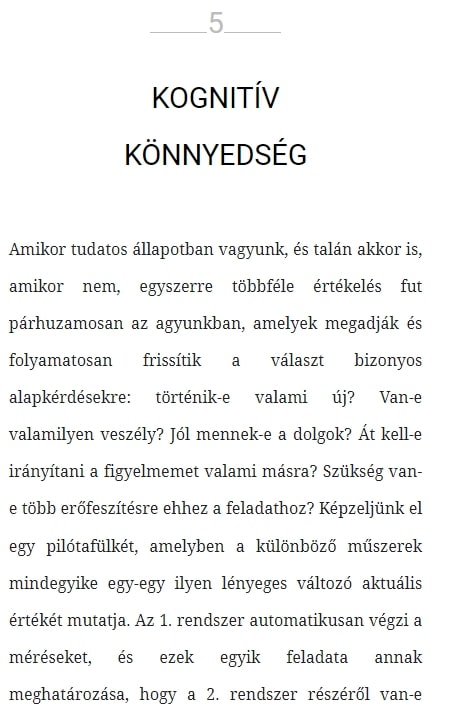 5
KOGNITÍV
KÖNNYEDSÉG
Amikor tudatos állapotban vagyunk, és talán akkor is,
amikor nem, egyszerre többféle értékelés fut
párhuzamosan az agyunkban, amelyek megadják és
folyamatosan frissítik a választ bizonyos
alapkérdésekre: történik-e valami új? Van-e
valamilyen veszély? Jól mennek-e a dolgok? Át kell-e
irányítani a figyelmemet valami másra? Szükség van-
e több erőfeszítésre ehhez a feladathoz? Képzeljünk el
egy pilótafülkét, amelyben a különböző műszerek
mindegyike egy-egy ilyen lényeges változó aktuális
értékét mutatja. Az 1. rendszer automatikusan végzi a
méréseket, és ezek egyik feladata annak
meghatározása, hogy a 2. rendszer részéről van-e